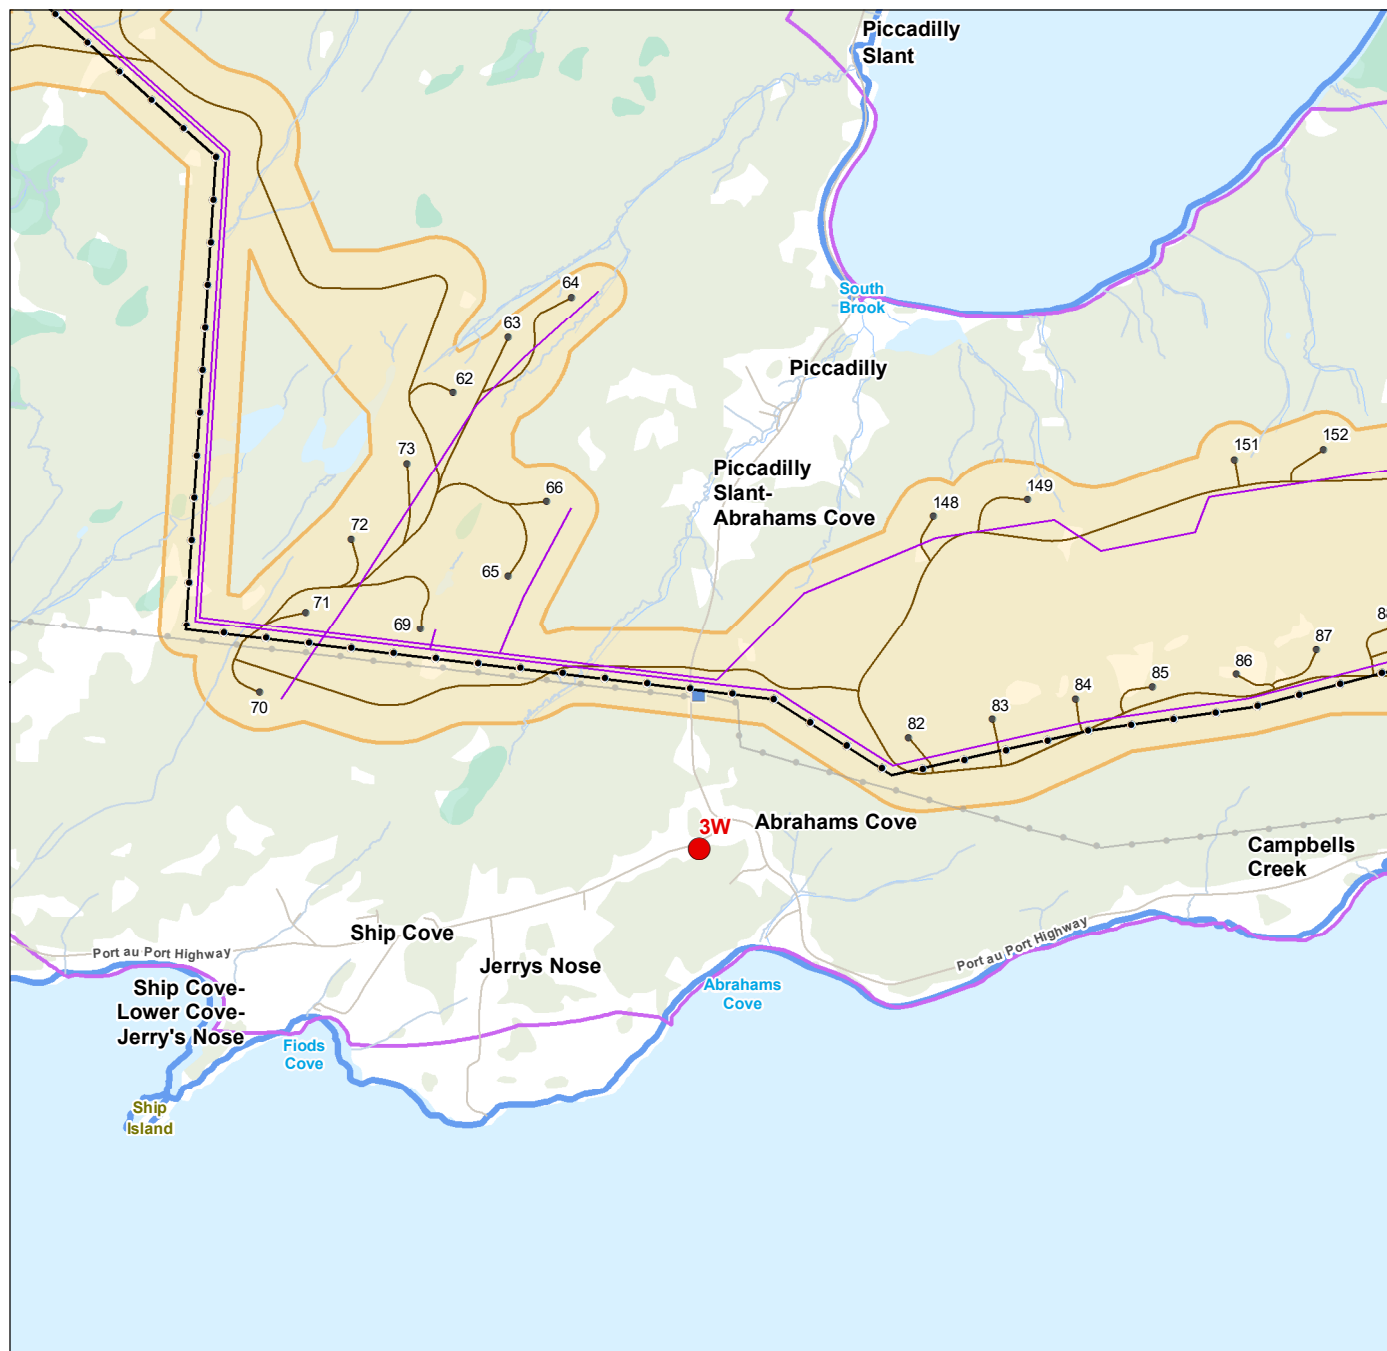 Piccadilly
Slant
64
South
Brook
63
Piccadilly
62
151
152
73
Piccadilly
Slant-
Abrahams Cove
66
149
148
72
65
71
69
87
86
85
84
70
83
82
3W
Abrahams Cove
Campbells
Creek
Ship Cove
Port au Port Highway
Port au Port Highway
Jerrys Nose
Ship Cove-
Lower Cove-
Jerry's Nose
Abrahams
Cove
Fiods
Cove
Ship
Island